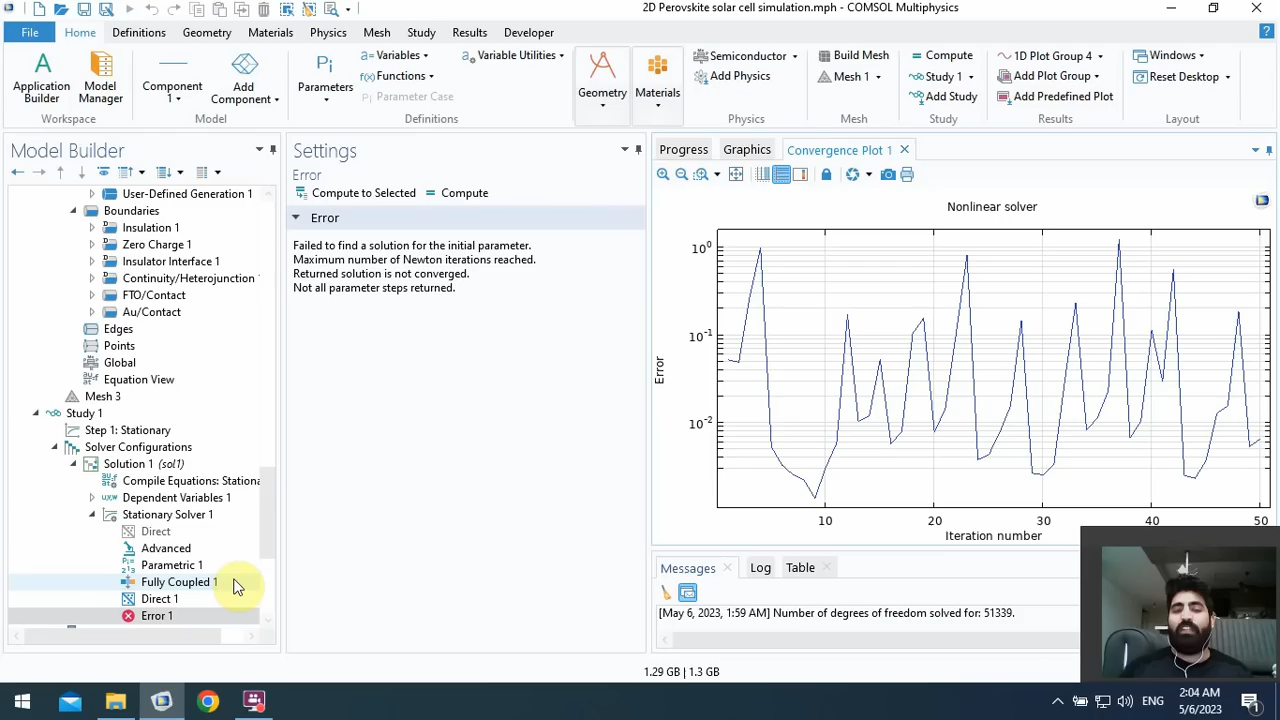 2D Perovskite solar cell simulation.mph - COMSOL Multiphysics
File Home Definitions Geometry Materials Physics Mesh Study Results Developer
Application Builder
Model Manager
Workspace
Component 1
Add Component
Model
Pi
Parameters
a= Variables
f(x) Functions
Pi Parameter Case
a= Variable Utilities
Definitions
Geometry
Materials
Semiconductor
Add Physics
Physics
Build Mesh
Mesh 1
Mesh
Compute
Study 1
Add Study
Study
1D Plot Group 4
Add Plot Group
Add Predefined Plot
Results
Windows
Reset Desktop
Layout
Model Builder
User-Defined Generation 1
Boundaries
Insulation 1
Zero Charge 1
Insulator Interface 1
Continuity/Heterojunction
FTO/Contact
Au/Contact
Edges
Points
Global
Equation View
Mesh 3
Study 1
Step 1: Stationary
Solver Configurations
Solution 1 (sol1)
Compile Equations: Stationa
Dependent Variables 1
Stationary Solver 1
Direct
Advanced
Parametric 1
Fully Coupled 1
Direct 1
Error 1
Settings
Error
Compute to Selected = Compute
Error
Failed to find a solution for the initial parameter.
Maximum number of Newton iterations reached.
Returned solution is not converged.
Not all parameter steps returned.
Progress Graphics Convergence Plot 1
Nonlinear solver
10⁰
10⁻¹
10⁻²
Error
10 20 30 40 50
Iteration number
Messages Log Table
[May 6, 2023, 1:59 AM] Number of degrees of freedom solved for: 51339.
1.29 GB | 1.3 GB
ENG
2:04 AM
5/6/2023